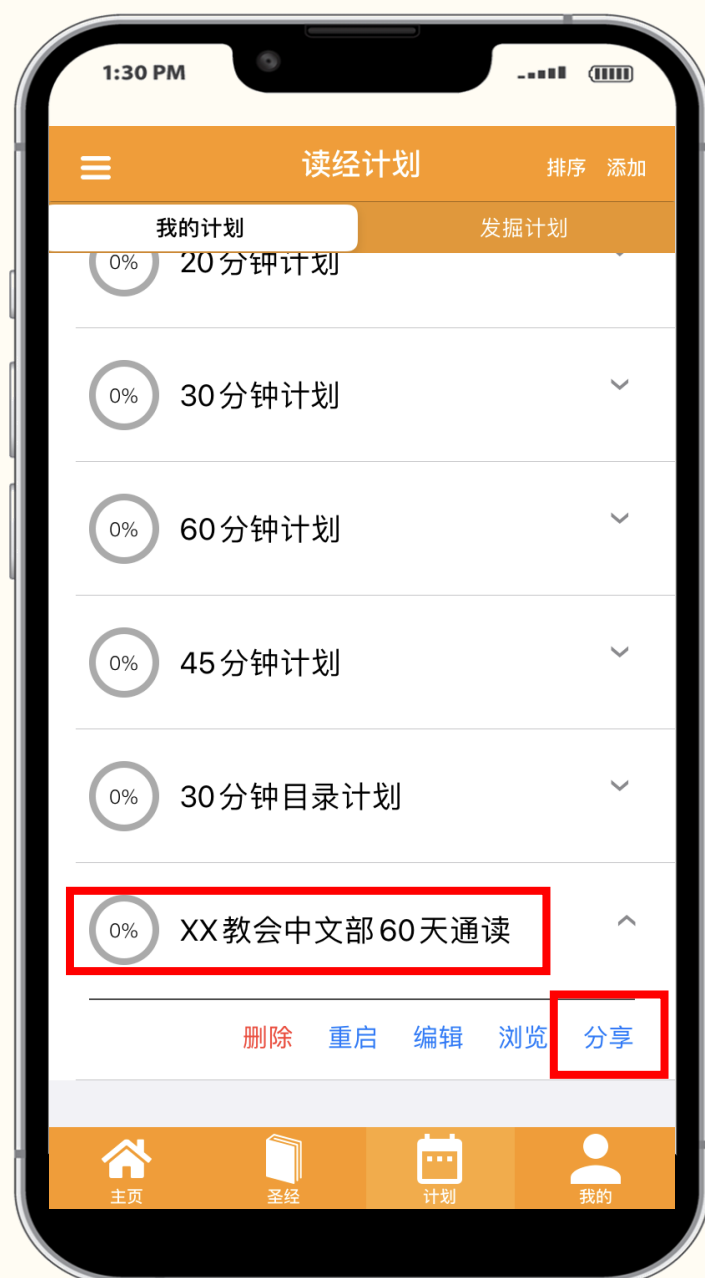 1:30 PM
读经计划
排序 添加
我的计划 发掘计划
0% 20分钟计划
0% 30分钟计划
0% 60分钟计划
0% 45分钟计划
0% 30分钟目录计划
0% XX教会中文部60天通读
删除 重启 编辑 浏览 分享
主页 圣经 计划 我的